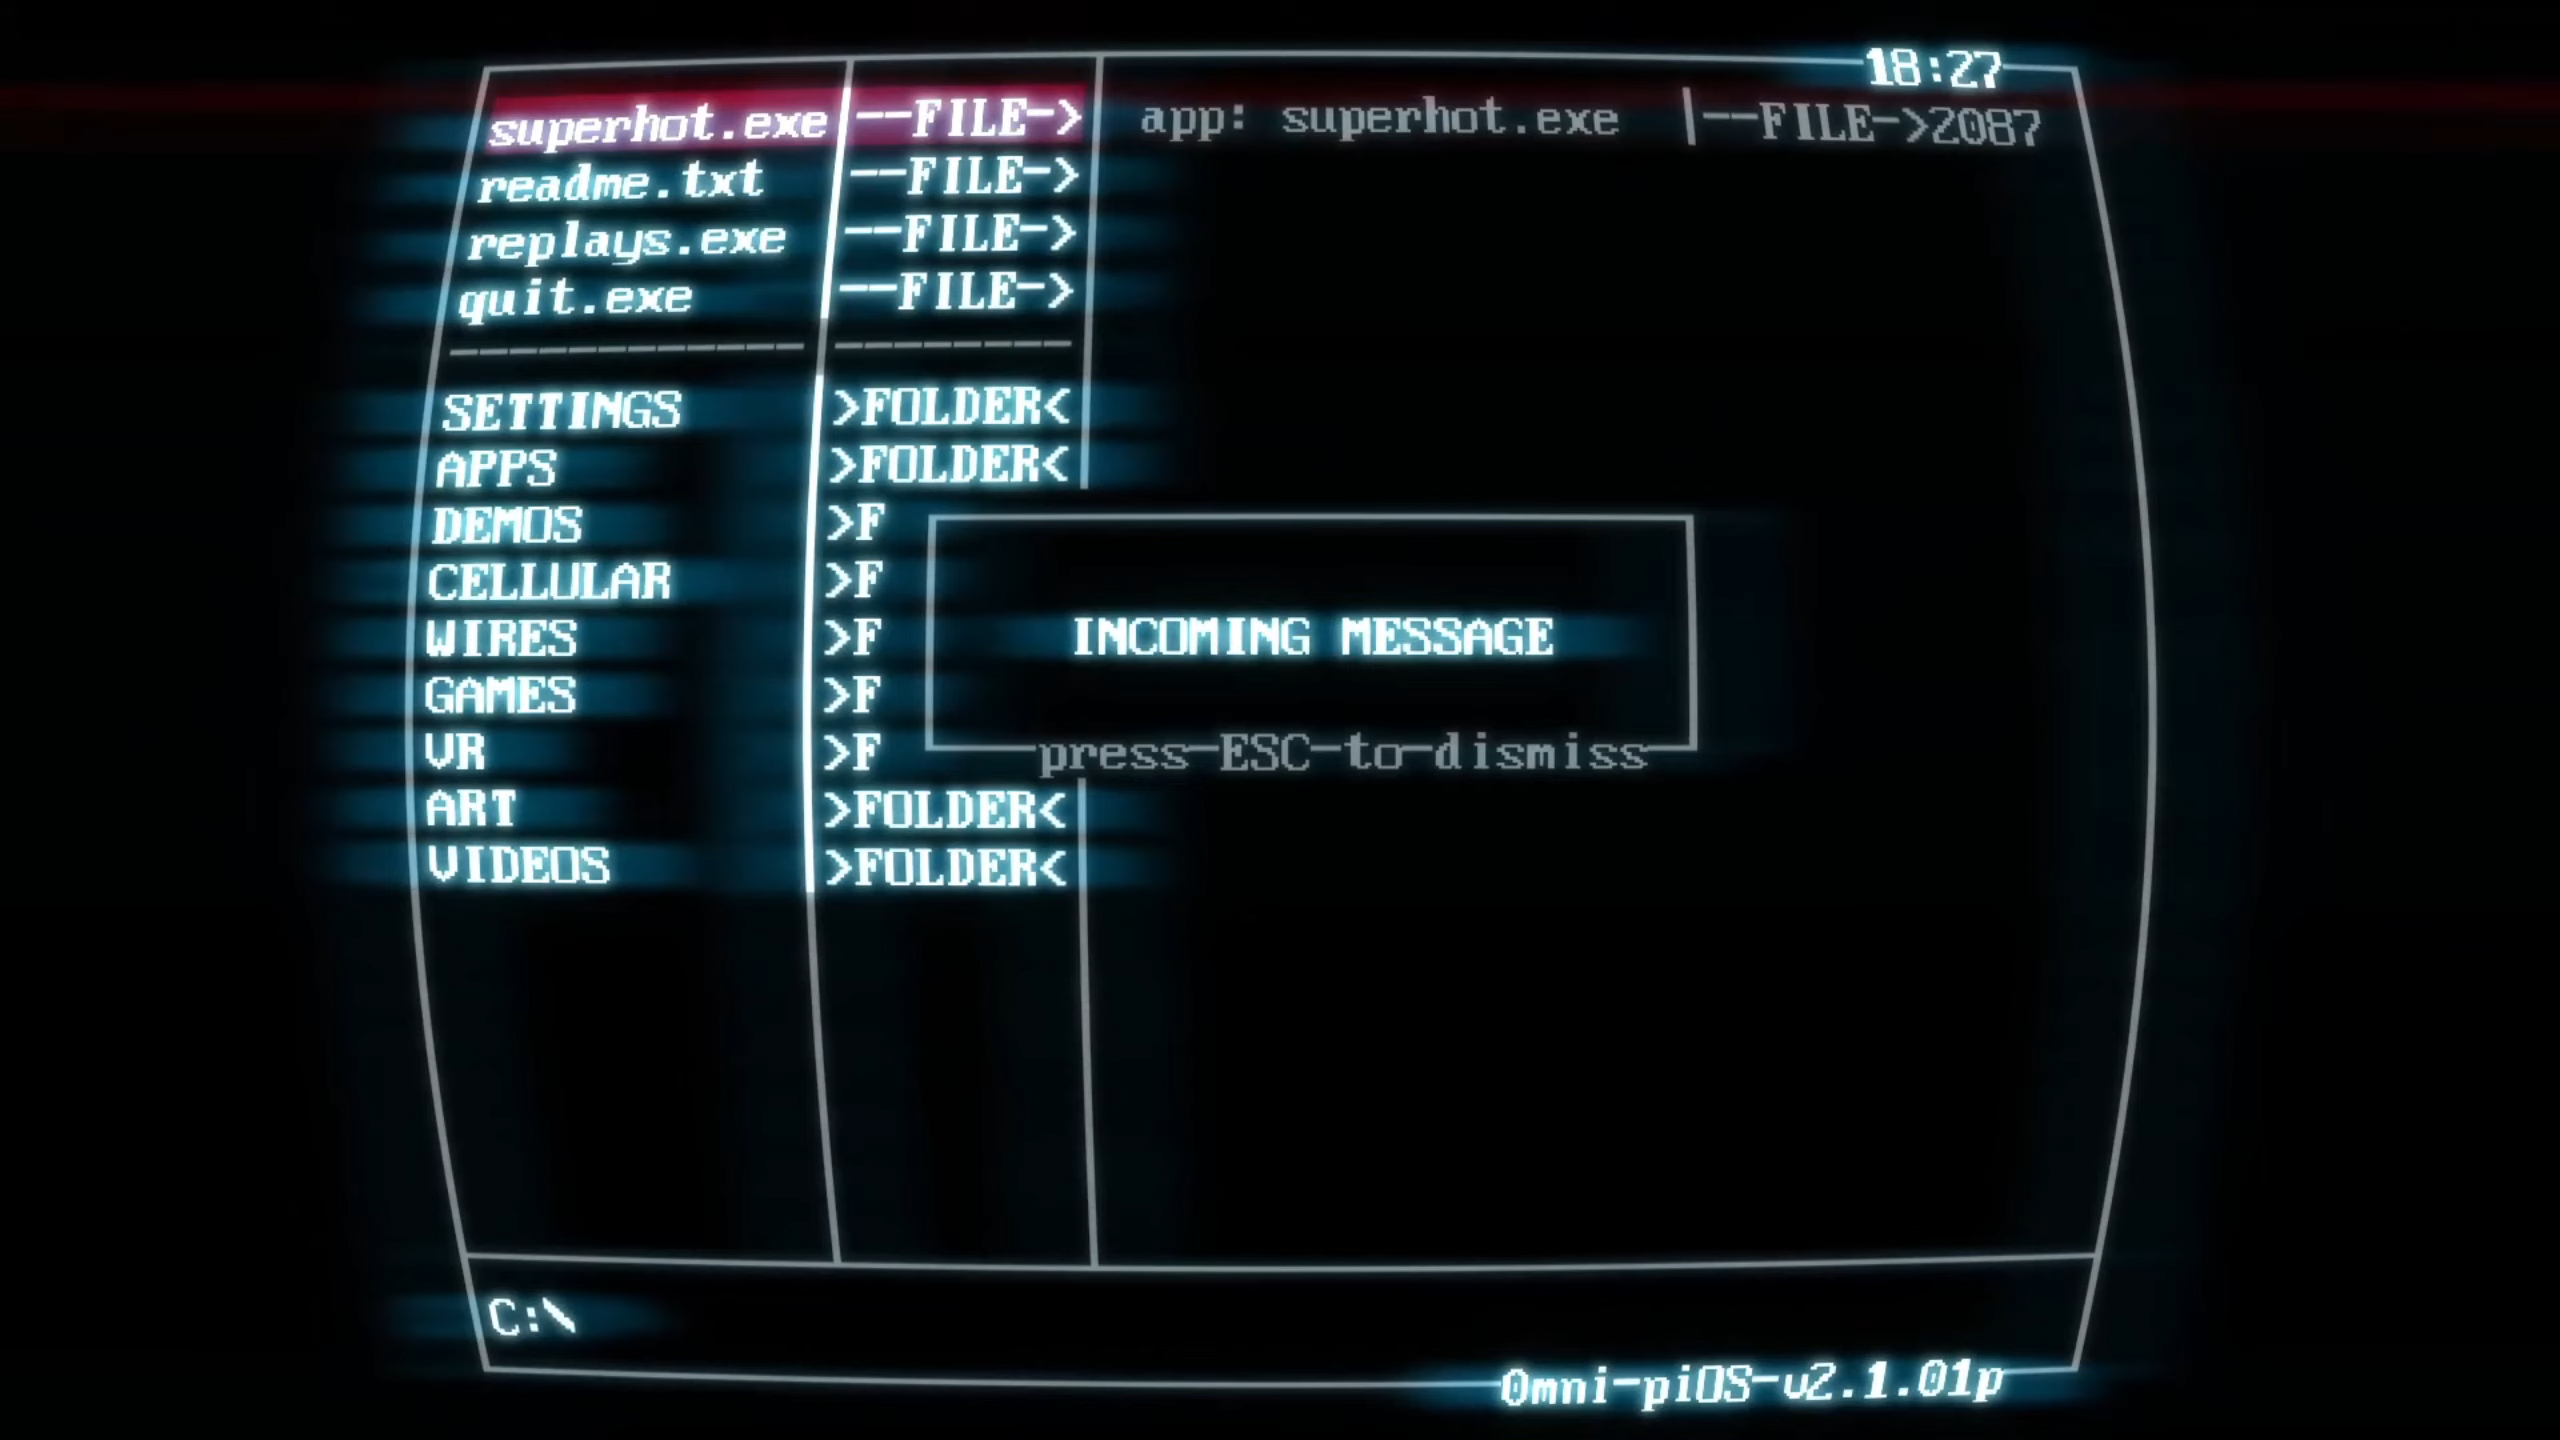 18:27
superhot.exe --FILE-> app: superhot.exe |--FILE->2087
readme.txt --FILE->
replays.exe --FILE->
quit.exe --FILE->
SETTINGS >FOLDER<
APPS >FOLDER<
DEMOS >F
CELLULAR >F
WIRES >F
GAMES >F
VR >F
ART >FOLDER<
VIDEOS >FOLDER<
INCOMING MESSAGE
press-ESC-to-dismiss
C:\
0mni-piOS-v2.1.01p